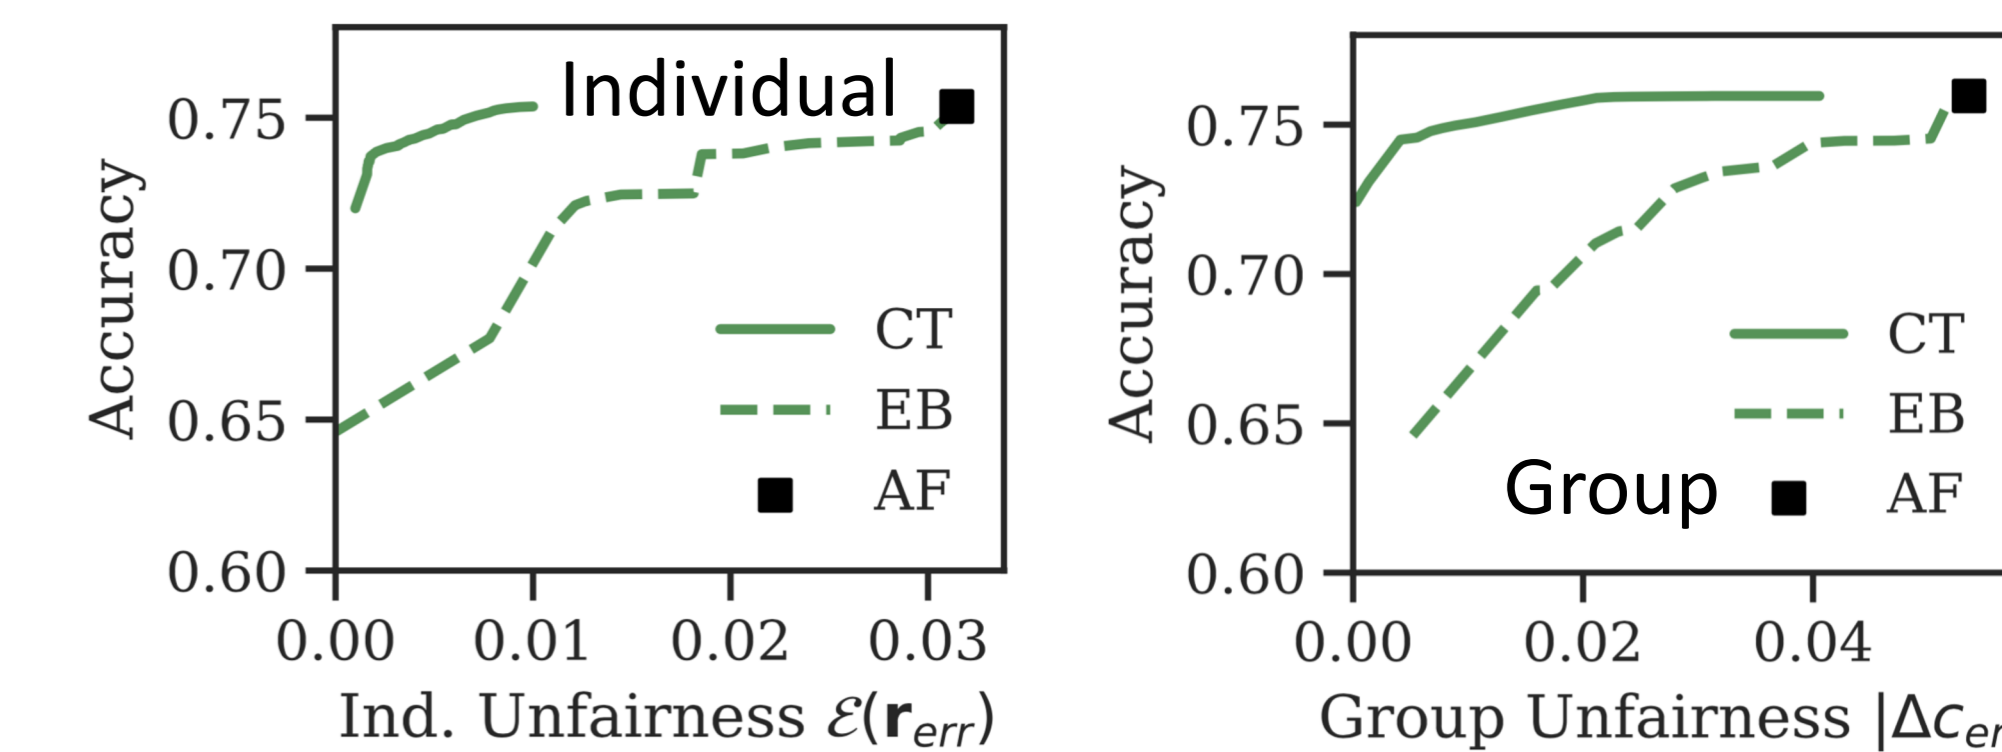 Individual
0.75
0.70
0.65
0.60
Accuracy
CT
EB
AF
0.00 0.01 0.02 0.03
Ind. Unfairness ℰ(r_err)
0.75
0.70
0.65
0.60
Accuracy
CT
EB
Group
AF
0.00 0.02 0.04
Group Unfairness |Δc_er